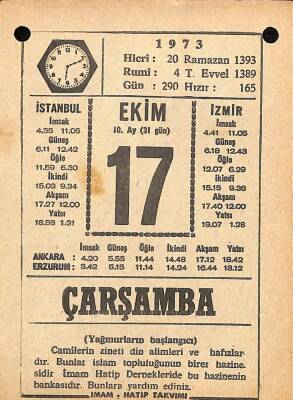 1973
Hicrî : 20 Ramazan 1393
Rumî : 4 T. Evvel 1389
Gün : 290 Hızır : 165
İSTANBUL
İmsak
4.35 11.05
Güneş
6.11 12.42
Öğle
11.59 6.30
İkindi
15.03 9.34
Akşam
17.27 12.00
Yatsı
18.58 1.31
EKİM
10. Ay (31 gün)
17
İZMİR
İmsak
4.41 11.05
Güneş
6.18 12.43
Öğle
12.07 6.29
İkindi
15.15 9.36
Akşam
17.40 12.00
Yatsı
19.07 1.28
İmsak Güneş Öğle İkindi Akşam Yatsı
ANKARA : 4.20 5.55 11.44 14.48 17.12 18.42
ERZURUM : 3.42 5.15 11.14 14.24 16.44 18.12
ÇARŞAMBA
(Yağmurların başlangıcı)
Camilerin zineti din alimleri ve hafızlar
dır. Bunlar islam topluluğunun birer hazine.
sidir İmam Hatip Dernekleride bu hazinenin
bankasıdır. Bunlara yardım ediniz.
İMAM - HATİP TAKVİMİ